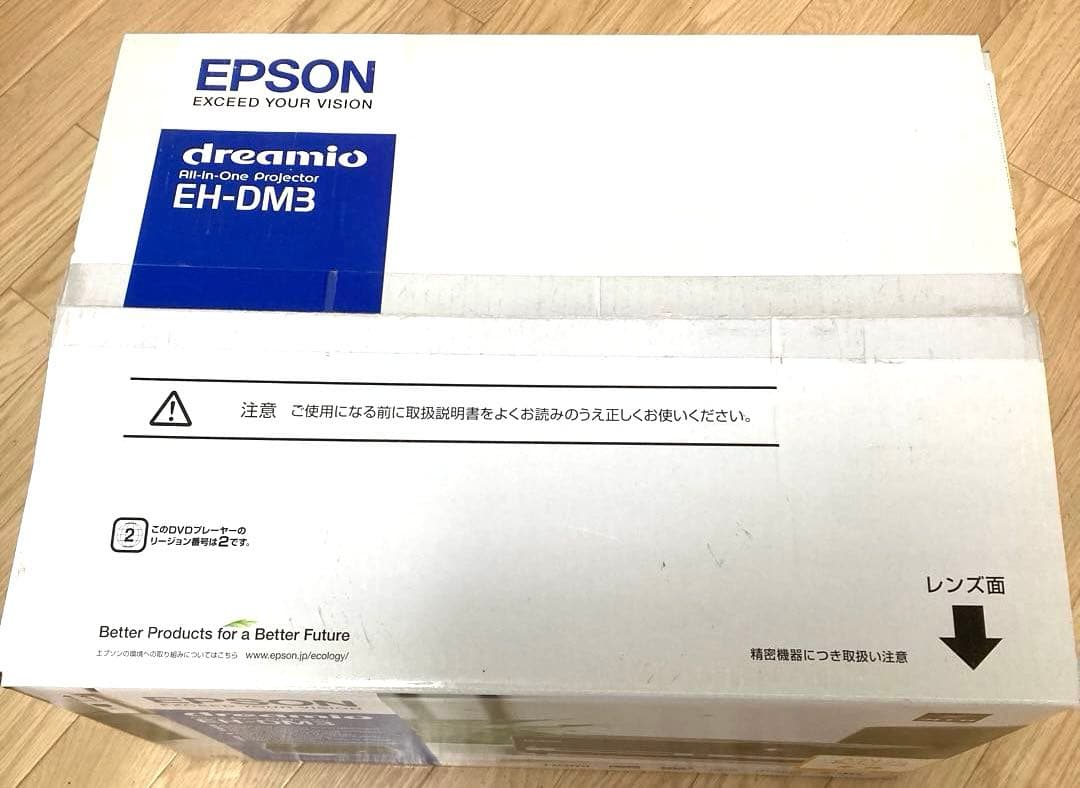 EPSON
EXCEED YOUR VISION
dreamio
All-In-One Projector
EH-DM3
注意 ご使用になる前に取扱説明書をよくお読みのうえ正しくお使いください。
2 このDVDプレーヤーの
リージョン番号は2です。
レンズ面
Better Products for a Better Future
エプソンの環境への取り組みについてはこちら www.epson.jp/ecology/
精密機器につき取扱い注意
EPSON
EXCEED YOUR VISION
dreamio
EH-DM3